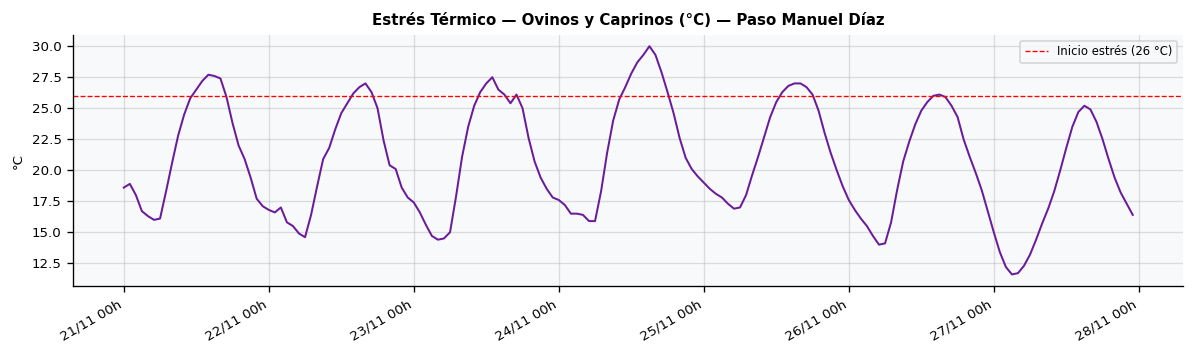 Estrés Térmico — Ovinos y Caprinos (°C) — Paso Manuel Díaz
Inicio estrés (26 °C)
°C
30.0
27.5
25.0
22.5
20.0
17.5
15.0
12.5
21/11 00h
22/11 00h
23/11 00h
24/11 00h
25/11 00h
26/11 00h
27/11 00h
28/11 00h